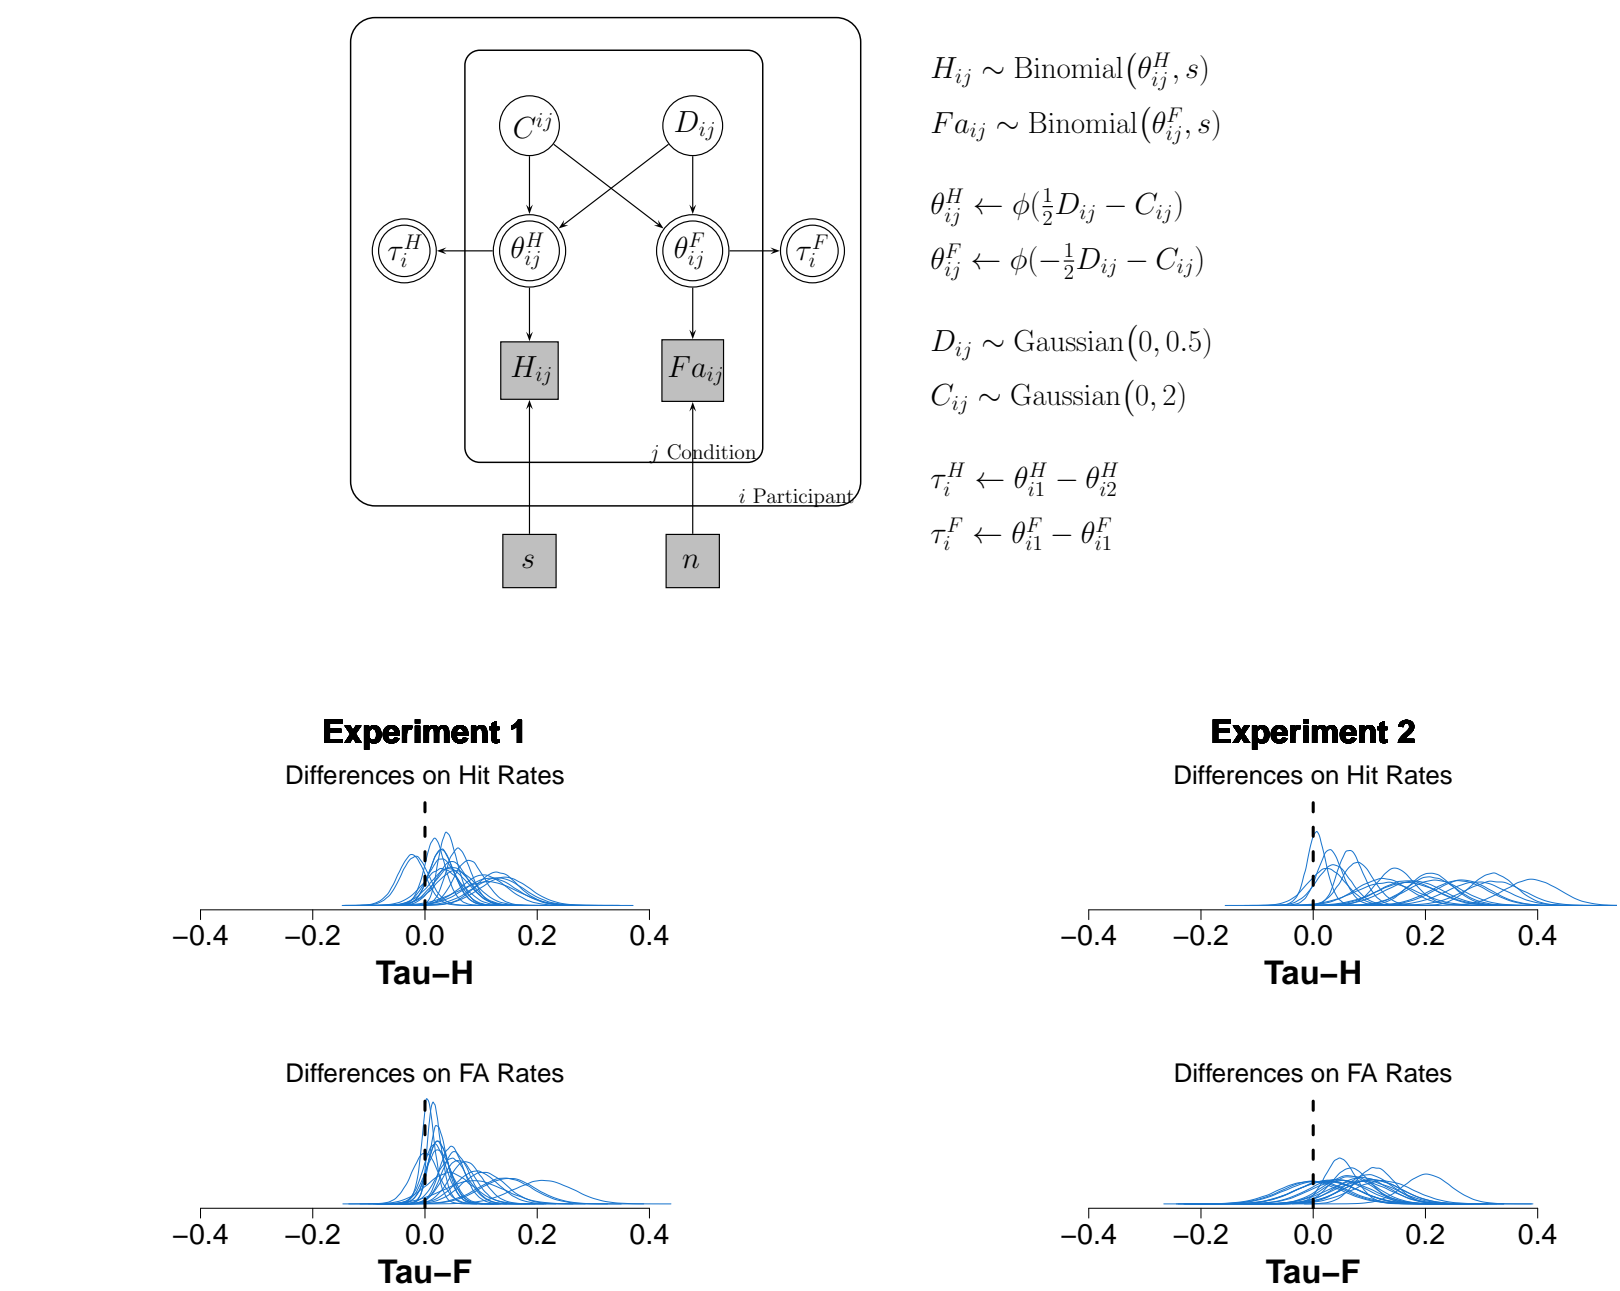 C^{ij} D_{ij}
τ_i^H θ_{ij}^H θ_{ij}^F τ_i^F
H_{ij} Fa_{ij}
j Condition
i Participant
s n
H_{ij} ∼ Binomial(θ_{ij}^H, s)
Fa_{ij} ∼ Binomial(θ_{ij}^F, s)
θ_{ij}^H ← ϕ(\frac{1}{2}D_{ij} − C_{ij})
θ_{ij}^F ← ϕ(−\frac{1}{2}D_{ij} − C_{ij})
D_{ij} ∼ Gaussian(0, 0.5)
C_{ij} ∼ Gaussian(0, 2)
τ_i^H ← θ_{i1}^H − θ_{i2}^H
τ_i^F ← θ_{i1}^F − θ_{i1}^F
Experiment 1
Differences on Hit Rates
−0.4 −0.2 0.0 0.2 0.4
Tau−H
Experiment 2
Differences on Hit Rates
−0.4 −0.2 0.0 0.2 0.4
Tau−H
Differences on FA Rates
−0.4 −0.2 0.0 0.2 0.4
Tau−F
Differences on FA Rates
−0.4 −0.2 0.0 0.2 0.4
Tau−F